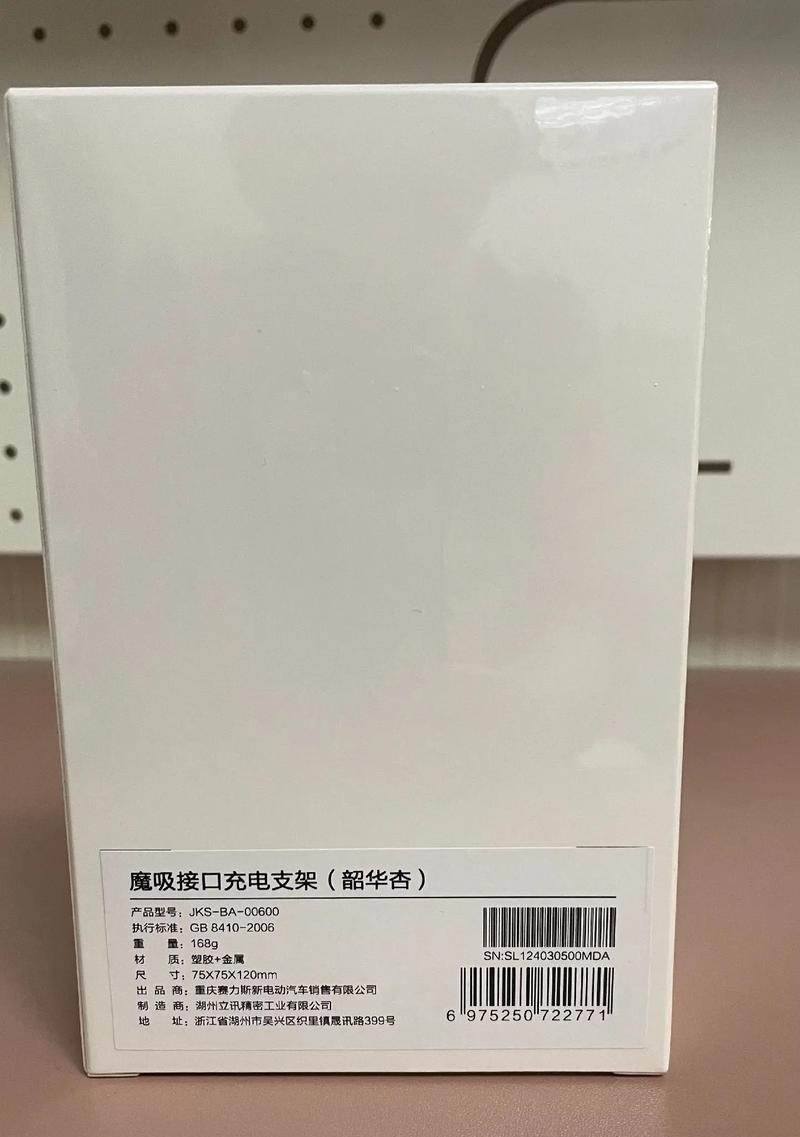 魔吸接口充电支架（韶华杏）
产品型号：JKS-BA-00600
执行标准：GB 8410-2006
重量：168g
材质：塑胶+金属
尺寸：75X75X120mm
出品商：重庆赛力斯新电动汽车销售有限公司
制造商：湖州立讯精密工业有限公司
地址：浙江省湖州市吴兴区织里镇晟讯路399号
SN:SL124030500MDA
6 975250 722771